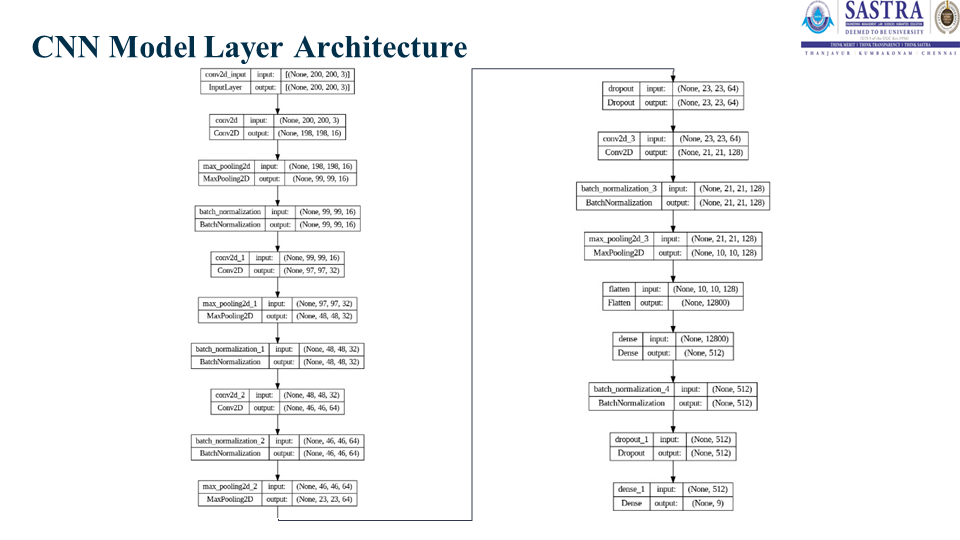 CNN Model Layer Architecture
SASTRA
ENGINEERING · MANAGEMENT · LAW · SCIENCES · HUMANITIES · EDUCATION
DEEMED TO BE UNIVERSITY
(U/S 3 of the UGC Act, 1956)
THINK MERIT | THINK TRANSPARENCY | THINK SASTRA
THANJAVUR KUMBAKONAM CHENNAI
conv2d_input input: [(None, 200, 200, 3)]
InputLayer output: [(None, 200, 200, 3)]
conv2d input: (None, 200, 200, 3)
Conv2D output: (None, 198, 198, 16)
max_pooling2d input: (None, 198, 198, 16)
MaxPooling2D output: (None, 99, 99, 16)
batch_normalization input: (None, 99, 99, 16)
BatchNormalization output: (None, 99, 99, 16)
conv2d_1 input: (None, 99, 99, 16)
Conv2D output: (None, 97, 97, 32)
max_pooling2d_1 input: (None, 97, 97, 32)
MaxPooling2D output: (None, 48, 48, 32)
batch_normalization_1 input: (None, 48, 48, 32)
BatchNormalization output: (None, 48, 48, 32)
conv2d_2 input: (None, 48, 48, 32)
Conv2D output: (None, 46, 46, 64)
batch_normalization_2 input: (None, 46, 46, 64)
BatchNormalization output: (None, 46, 46, 64)
max_pooling2d_2 input: (None, 46, 46, 64)
MaxPooling2D output: (None, 23, 23, 64)
dropout input: (None, 23, 23, 64)
Dropout output: (None, 23, 23, 64)
conv2d_3 input: (None, 23, 23, 64)
Conv2D output: (None, 21, 21, 128)
batch_normalization_3 input: (None, 21, 21, 128)
BatchNormalization output: (None, 21, 21, 128)
max_pooling2d_3 input: (None, 21, 21, 128)
MaxPooling2D output: (None, 10, 10, 128)
flatten input: (None, 10, 10, 128)
Flatten output: (None, 12800)
dense input: (None, 12800)
Dense output: (None, 512)
batch_normalization_4 input: (None, 512)
BatchNormalization output: (None, 512)
dropout_1 input: (None, 512)
Dropout output: (None, 512)
dense_1 input: (None, 512)
Dense output: (None, 9)